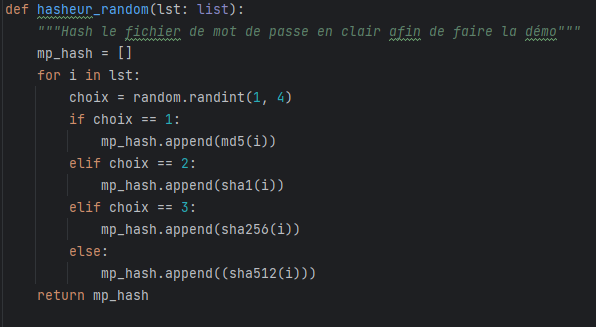 def hasheur_random(lst: list):
    """Hash le fichier de mot de passe en clair afin de faire la démo"""
    mp_hash = []
    for i in lst:
        choix = random.randint(1, 4)
        if choix == 1:
            mp_hash.append(md5(i))
        elif choix == 2:
            mp_hash.append(sha1(i))
        elif choix == 3:
            mp_hash.append(sha256(i))
        else:
            mp_hash.append((sha512(i)))
    return mp_hash